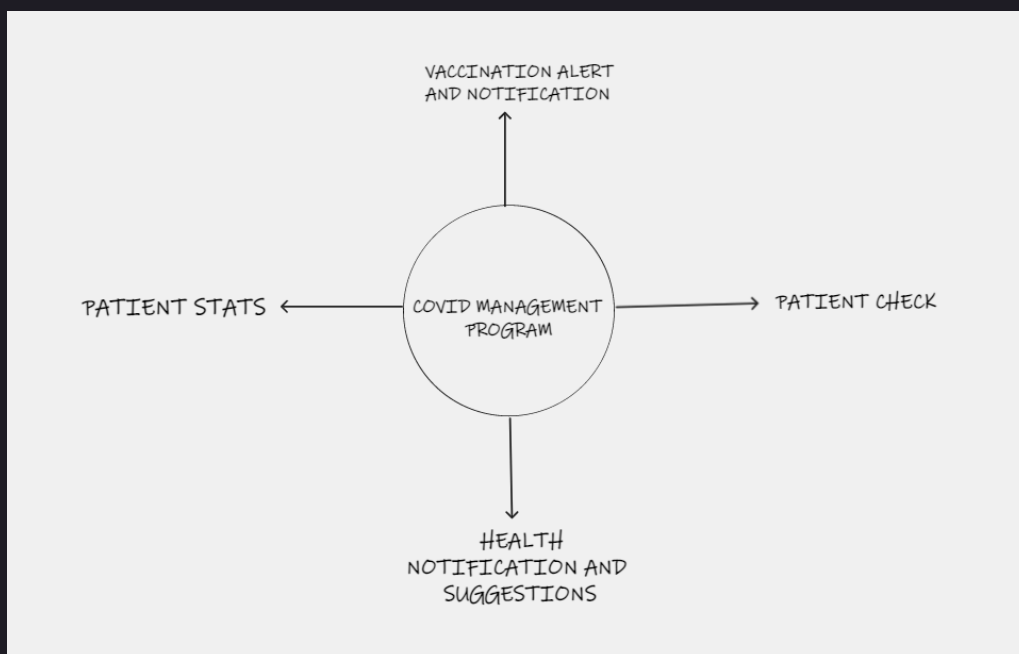 VACCINATION ALERT
AND NOTIFICATION
PATIENT STATS
COVID MANAGEMENT
PROGRAM
PATIENT CHECK
HEALTH
NOTIFICATION AND
SUGGESTIONS